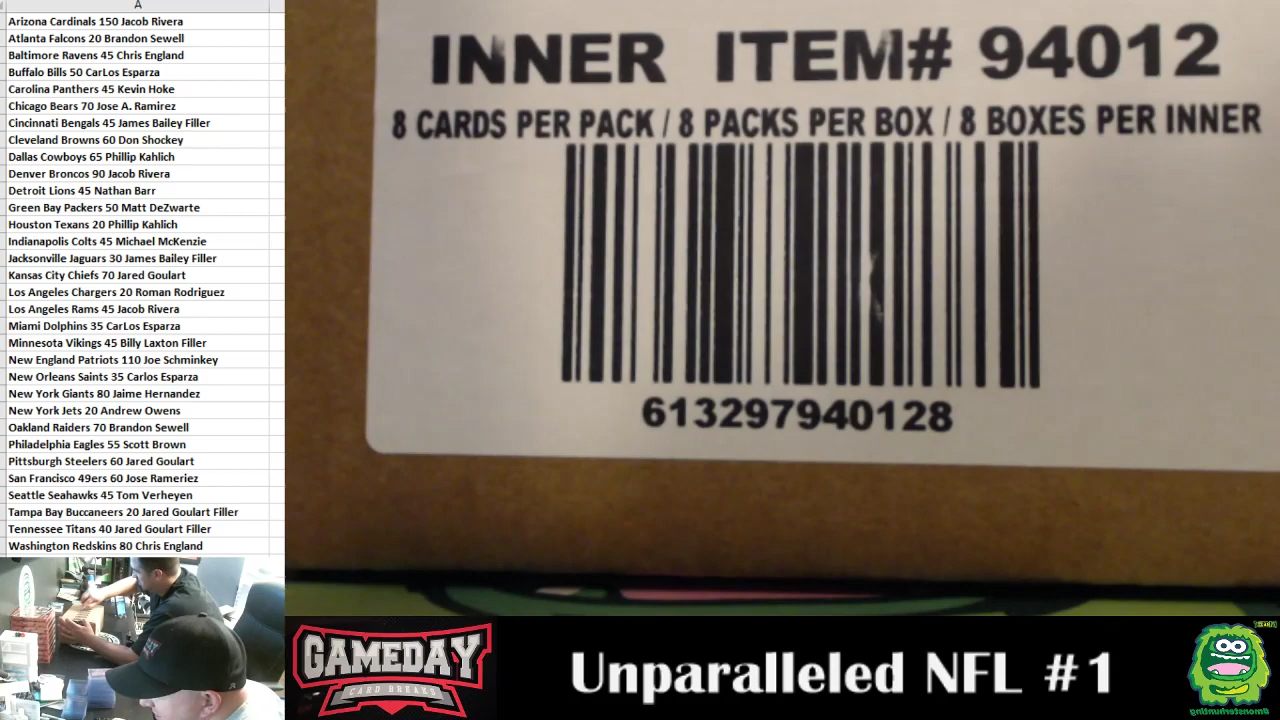 A
Arizona Cardinals 150 Jacob Rivera
Atlanta Falcons 20 Brandon Sewell
Baltimore Ravens 45 Chris England
Buffalo Bills 50 CarLos Esparza
Carolina Panthers 45 Kevin Hoke
Chicago Bears 70 Jose A. Ramirez
Cincinnati Bengals 45 James Bailey Filler
Cleveland Browns 60 Don Shockey
Dallas Cowboys 65 Phillip Kahlich
Denver Broncos 90 Jacob Rivera
Detroit Lions 45 Nathan Barr
Green Bay Packers 50 Matt DeZwarte
Houston Texans 20 Phillip Kahlich
Indianapolis Colts 45 Michael McKenzie
Jacksonville Jaguars 30 James Bailey Filler
Kansas City Chiefs 70 Jared Goulart
Los Angeles Chargers 20 Roman Rodriguez
Los Angeles Rams 45 Jacob Rivera
Miami Dolphins 35 CarLos Esparza
Minnesota Vikings 45 Billy Laxton Filler
New England Patriots 110 Joe Schminkey
New Orleans Saints 35 Carlos Esparza
New York Giants 80 Jaime Hernandez
New York Jets 20 Andrew Owens
Oakland Raiders 70 Brandon Sewell
Philadelphia Eagles 55 Scott Brown
Pittsburgh Steelers 60 Jared Goulart
San Francisco 49ers 60 Jose Rameriez
Seattle Seahawks 45 Tom Verheyen
Tampa Bay Buccaneers 20 Jared Goulart Filler
Tennessee Titans 40 Jared Goulart Filler
Washington Redskins 80 Chris England
INNER ITEM# 94012
8 CARDS PER PACK / 8 PACKS PER BOX / 8 BOXES PER INNER
613297940128
GAMEDAY
CARD BREAKS
Unparalleled NFL #1
#monsterhunting